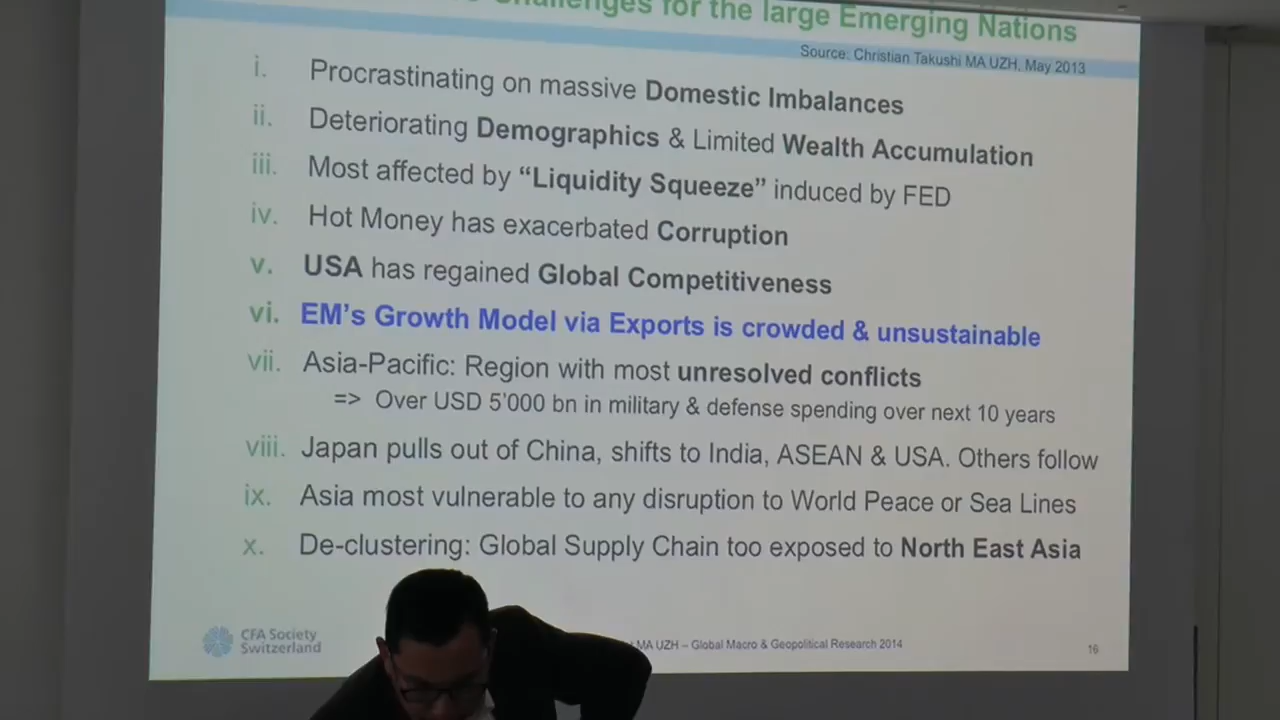 Challenges for the large Emerging Nations
Source: Christian Takushi MA UZH, May 2013
i. Procrastinating on massive Domestic Imbalances
ii. Deteriorating Demographics & Limited Wealth Accumulation
iii. Most affected by “Liquidity Squeeze” induced by FED
iv. Hot Money has exacerbated Corruption
v. USA has regained Global Competitiveness
vi. EM’s Growth Model via Exports is crowded & unsustainable
vii. Asia-Pacific: Region with most unresolved conflicts
=> Over USD 5’000 bn in military & defense spending over next 10 years
viii. Japan pulls out of China, shifts to India, ASEAN & USA. Others follow
ix. Asia most vulnerable to any disruption to World Peace or Sea Lines
x. De-clustering: Global Supply Chain too exposed to North East Asia
CFA Society
Switzerland
MA UZH – Global Macro & Geopolitical Research 2014
16